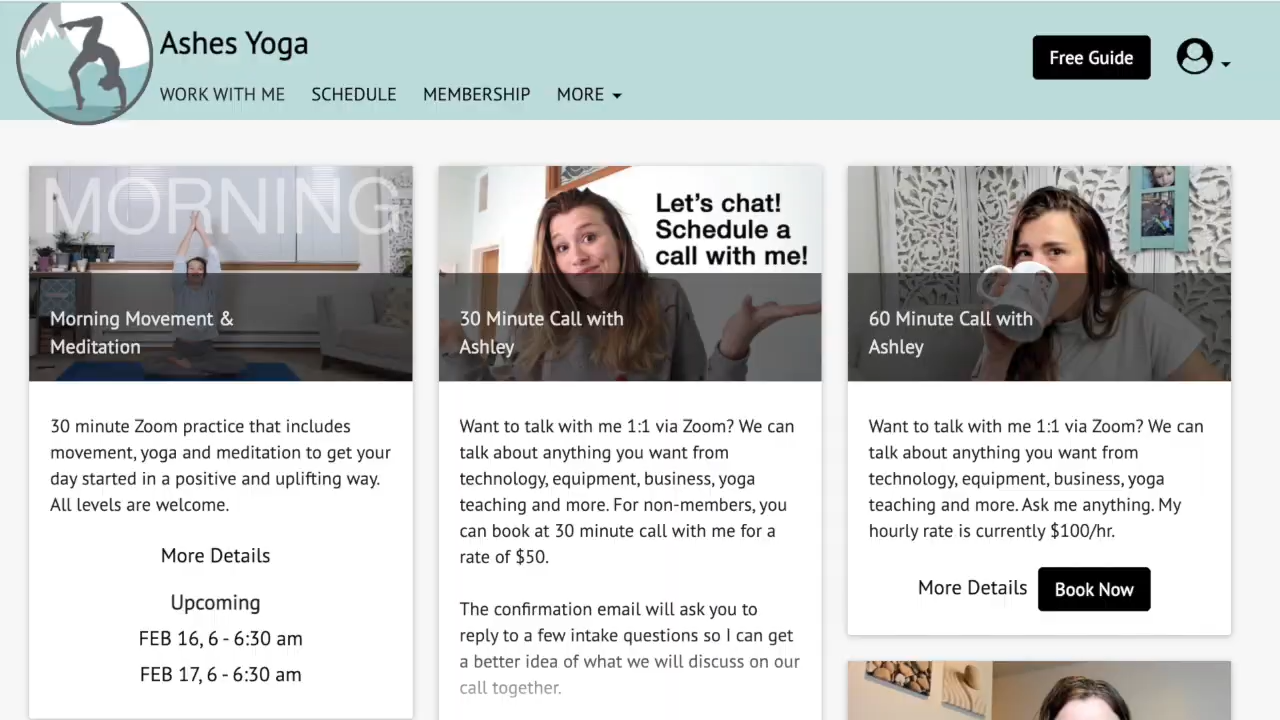 Ashes Yoga
Free Guide
WORK WITH ME SCHEDULE MEMBERSHIP MORE
MORNING
Morning Movement &
Meditation
30 minute Zoom practice that includes
movement, yoga and meditation to get your
day started in a positive and uplifting way.
All levels are welcome.
More Details
Upcoming
FEB 16, 6 - 6:30 am
FEB 17, 6 - 6:30 am
Let's chat!
Schedule a
call with me!
30 Minute Call with
Ashley
Want to talk with me 1:1 via Zoom? We can
talk about anything you want from
technology, equipment, business, yoga
teaching and more. For non-members, you
can book at 30 minute call with me for a
rate of $50.
The confirmation email will ask you to
reply to a few intake questions so I can get
a better idea of what we will discuss on our
call together.
60 Minute Call with
Ashley
Want to talk with me 1:1 via Zoom? We can
talk about anything you want from
technology, equipment, business, yoga
teaching and more. Ask me anything. My
hourly rate is currently $100/hr.
More Details Book Now